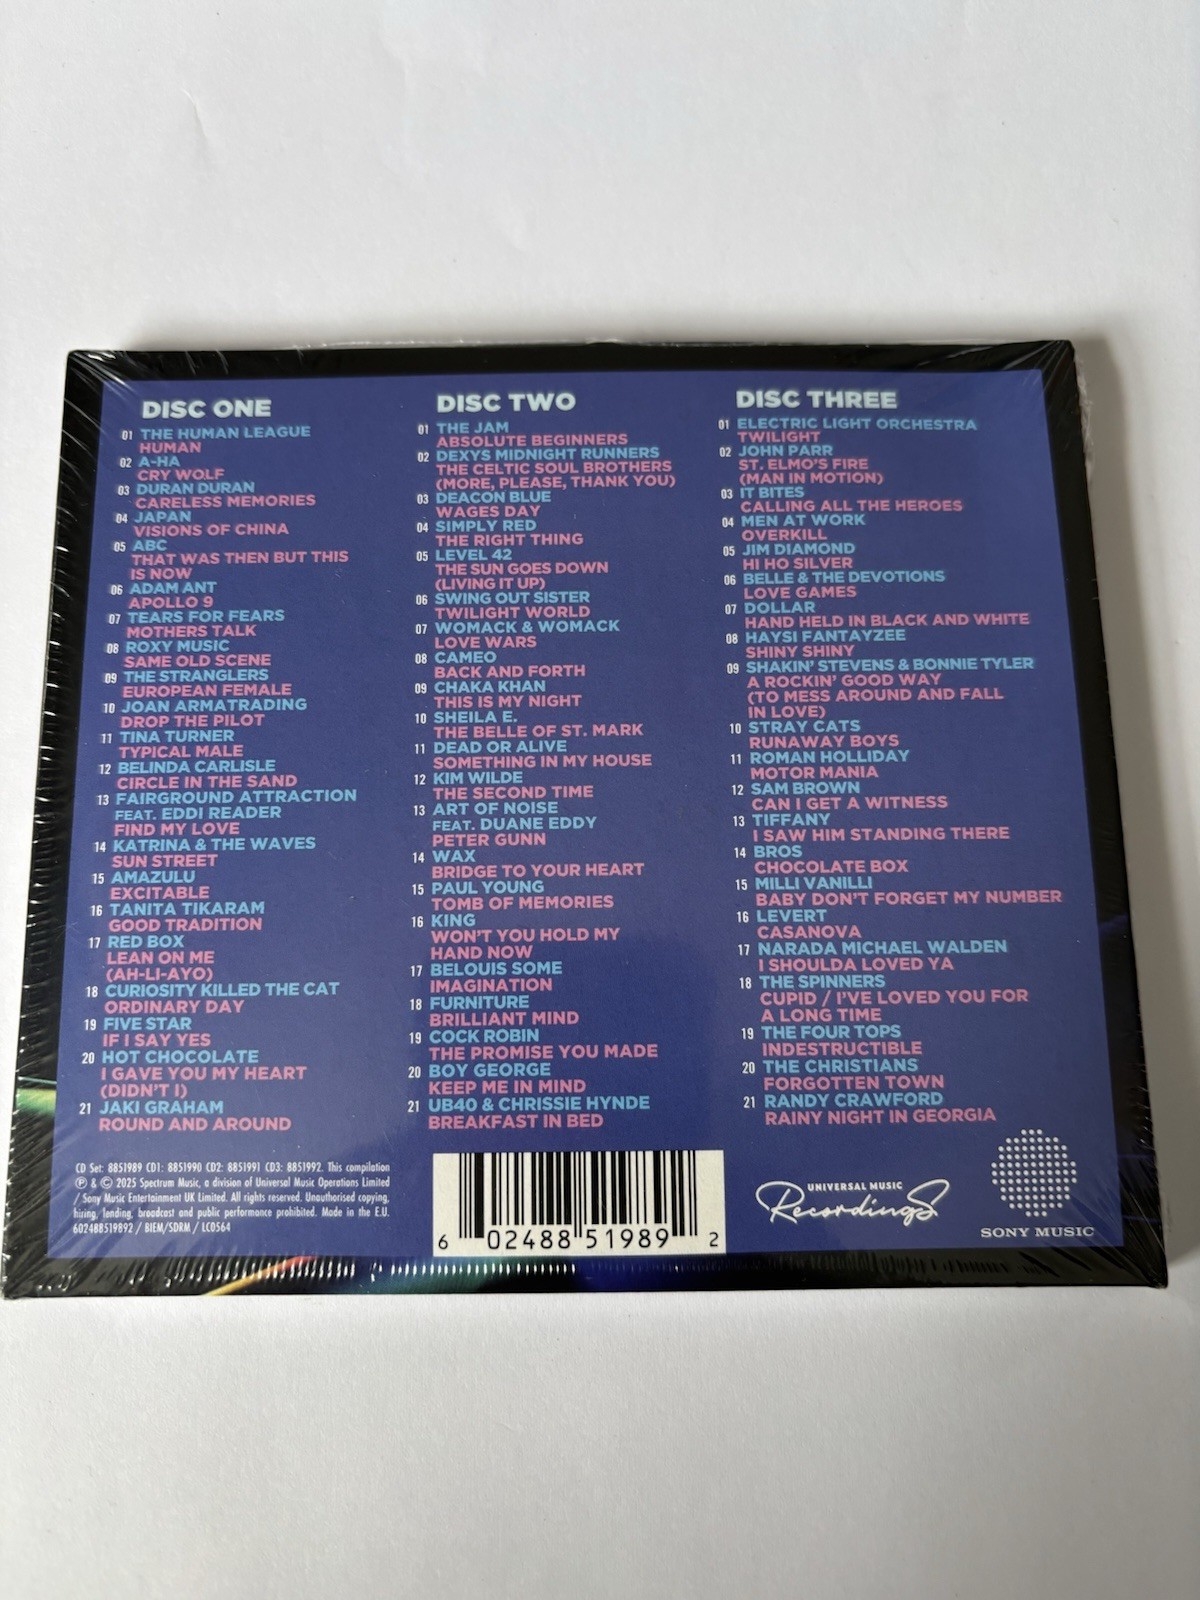 DISC ONE
01 THE HUMAN LEAGUE
HUMAN
02 A-HA
CRY WOLF
03 DURAN DURAN
CARELESS MEMORIES
04 JAPAN
VISIONS OF CHINA
05 ABC
THAT WAS THEN BUT THIS
IS NOW
06 ADAM ANT
APOLLO 9
07 TEARS FOR FEARS
MOTHERS TALK
08 ROXY MUSIC
SAME OLD SCENE
09 THE STRANGLERS
EUROPEAN FEMALE
10 JOAN ARMATRADING
DROP THE PILOT
11 TINA TURNER
TYPICAL MALE
12 BELINDA CARLISLE
CIRCLE IN THE SAND
13 FAIRGROUND ATTRACTION
FEAT. EDDI READER
FIND MY LOVE
14 KATRINA & THE WAVES
SUN STREET
15 AMAZULU
EXCITABLE
16 TANITA TIKARAM
GOOD TRADITION
17 RED BOX
LEAN ON ME
(AH-LI-AYO)
18 CURIOSITY KILLED THE CAT
ORDINARY DAY
19 FIVE STAR
IF I SAY YES
20 HOT CHOCOLATE
I GAVE YOU MY HEART
(DIDN'T I)
21 JAKI GRAHAM
ROUND AND AROUND
DISC TWO
01 THE JAM
ABSOLUTE BEGINNERS
02 DEXYS MIDNIGHT RUNNERS
THE CELTIC SOUL BROTHERS
(MORE, PLEASE, THANK YOU)
03 DEACON BLUE
WAGES DAY
04 SIMPLY RED
THE RIGHT THING
05 LEVEL 42
THE SUN GOES DOWN
(LIVING IT UP)
06 SWING OUT SISTER
TWILIGHT WORLD
07 WOMACK & WOMACK
LOVE WARS
08 CAMEO
BACK AND FORTH
09 CHAKA KHAN
THIS IS MY NIGHT
10 SHEILA E.
THE BELLE OF ST. MARK
11 DEAD OR ALIVE
SOMETHING IN MY HOUSE
12 KIM WILDE
THE SECOND TIME
13 ART OF NOISE
FEAT. DUANE EDDY
PETER GUNN
14 WAX
BRIDGE TO YOUR HEART
15 PAUL YOUNG
TOMB OF MEMORIES
16 KING
WON'T YOU HOLD MY
HAND NOW
17 BELOUIS SOME
IMAGINATION
18 FURNITURE
BRILLIANT MIND
19 COCK ROBIN
THE PROMISE YOU MADE
20 BOY GEORGE
KEEP ME IN MIND
21 UB40 & CHRISSIE HYNDE
BREAKFAST IN BED
DISC THREE
01 ELECTRIC LIGHT ORCHESTRA
TWILIGHT
02 JOHN PARR
ST. ELMO'S FIRE
(MAN IN MOTION)
03 IT BITES
CALLING ALL THE HEROES
04 MEN AT WORK
OVERKILL
05 JIM DIAMOND
HI HO SILVER
06 BELLE & THE DEVOTIONS
LOVE GAMES
07 DOLLAR
HAND HELD IN BLACK AND WHITE
08 HAYSI FANTAYZEE
SHINY SHINY
09 SHAKIN' STEVENS & BONNIE TYLER
A ROCKIN' GOOD WAY
(TO MESS AROUND AND FALL
IN LOVE)
10 STRAY CATS
RUNAWAY BOYS
11 ROMAN HOLLIDAY
MOTOR MANIA
12 SAM BROWN
CAN I GET A WITNESS
13 TIFFANY
I SAW HIM STANDING THERE
14 BROS
CHOCOLATE BOX
15 MILLI VANILLI
BABY DON'T FORGET MY NUMBER
16 LEVERT
CASANOVA
17 NARADA MICHAEL WALDEN
I SHOULDA LOVED YA
18 THE SPINNERS
CUPID / I'VE LOVED YOU FOR
A LONG TIME
19 THE FOUR TOPS
INDESTRUCTIBLE
20 THE CHRISTIANS
FORGOTTEN TOWN
21 RANDY CRAWFORD
RAINY NIGHT IN GEORGIA
CD Set: 8851989 CD1: 8851990 CD2: 8851991 CD3: 8851992. This compilation
℗ & © 2025 Spectrum Music, a division of Universal Music Operations Limited
/ Sony Music Entertainment UK Limited. All rights reserved. Unauthorised copying,
hiring, lending, broadcast and public performance prohibited. Made in the E.U.
602488519892 / BIEM/SDRM / LC0564
6 02488 51989 2
UNIVERSAL MUSIC
Recordings
SONY MUSIC